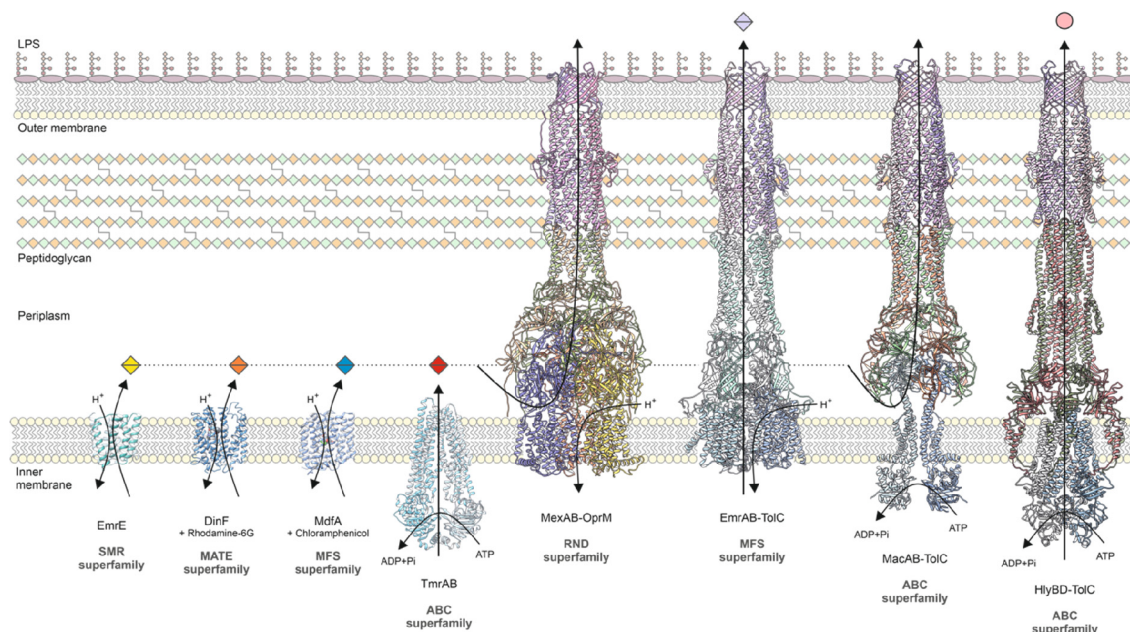 LPS
Outer membrane
Peptidoglycan
Periplasm
H+
H+
H+
H+
H+
Inner
membrane
EmrE
SMR
superfamily
DinF
+ Rhodamine-6G
MATE
superfamily
MdfA
+ Chloramphenicol
MFS
superfamily
ADP+Pi
ATP
TmrAB
ABC
superfamily
MexAB-OprM
RND
superfamily
EmrAB-TolC
MFS
superfamily
ADP+Pi
ATP
MacAB-TolC
ABC
superfamily
ADP+Pi
ATP
HlyBD-TolC
ABC
superfamily